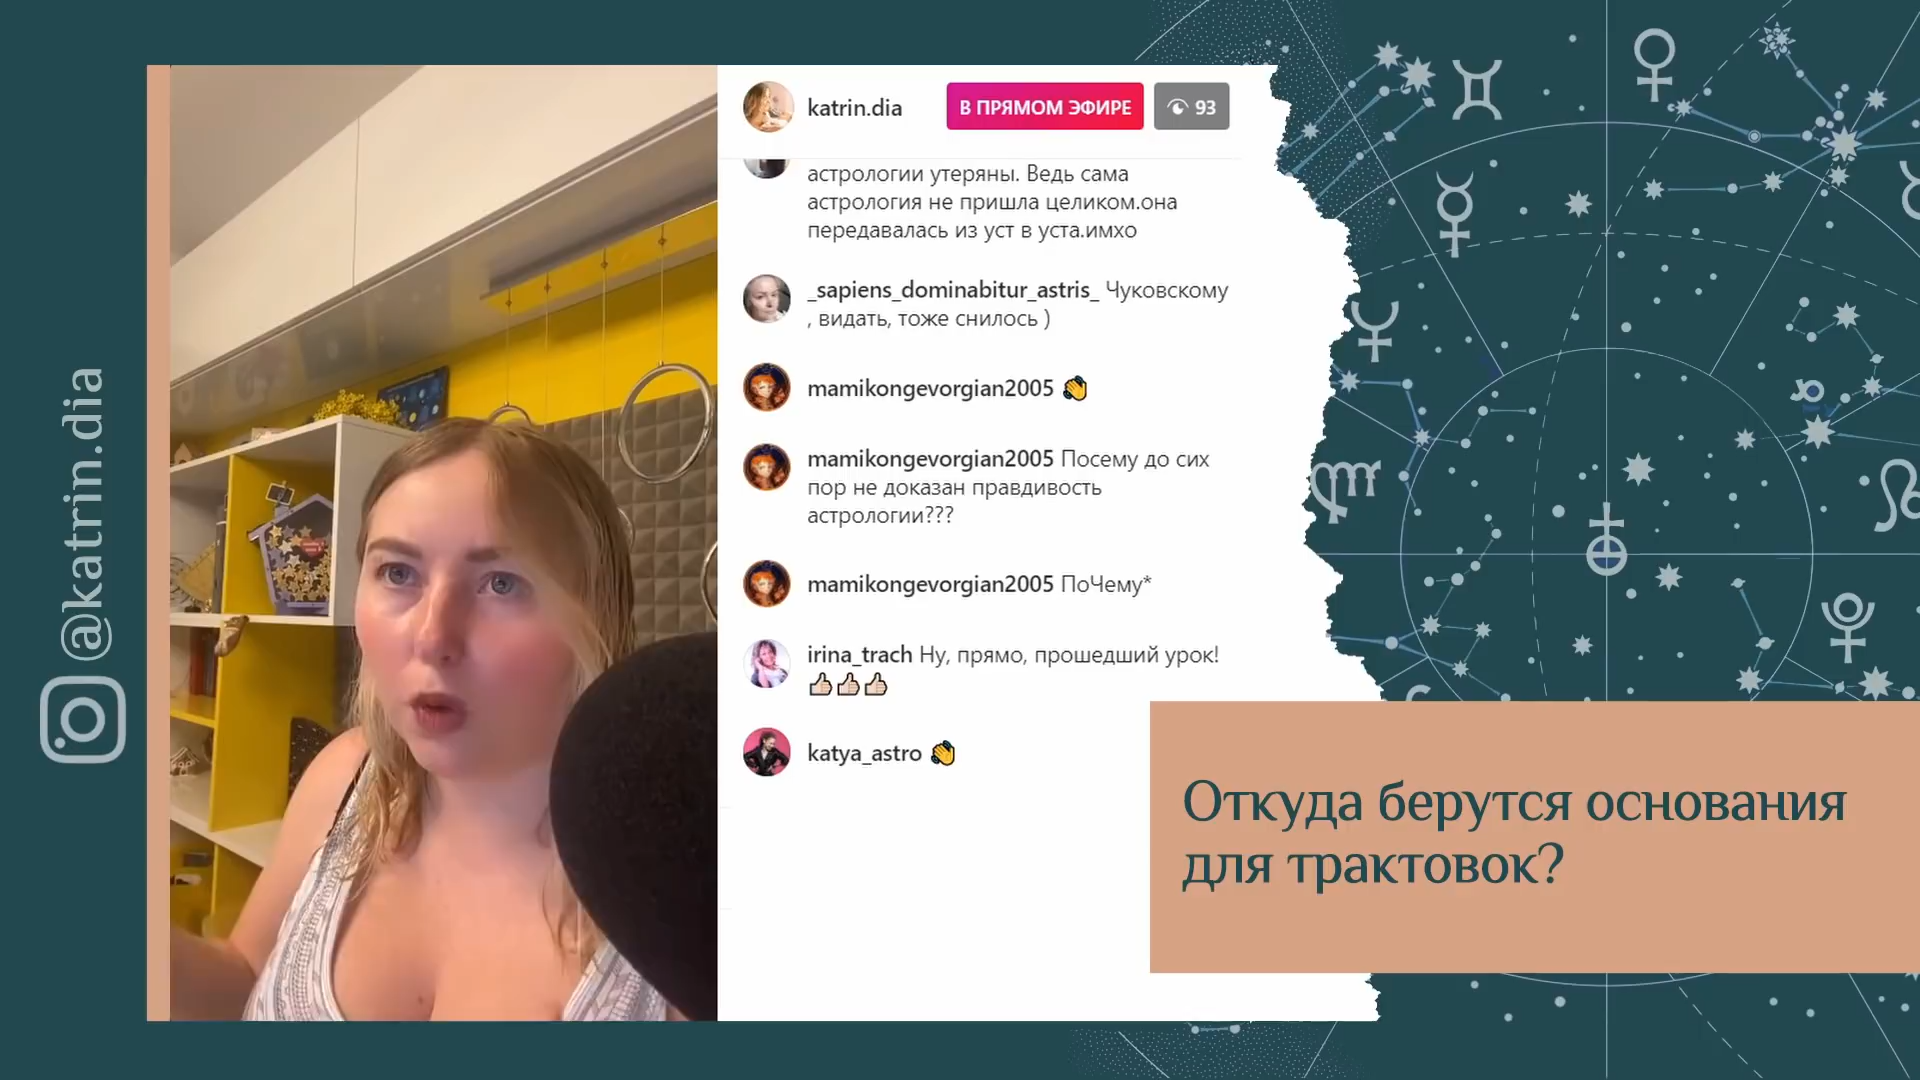 @katrin.dia
katrin.dia
В ПРЯМОМ ЭФИРЕ
93
астрологии утеряны. Ведь сама
астрология не пришла целиком.она
передавалась из уст в уста.имхо
_sapiens_dominabitur_astris_ Чуковскому
, видать, тоже снилось )
mamikongevorgian2005 👏
mamikongevorgian2005 Посему до сих
пор не доказан правдивость
астрологии???
mamikongevorgian2005 ПоЧему*
irina_trach Ну, прямо, прошедший урок!
👍🏻👍🏻👍🏻
katya_astro 👏
Откуда берутся основания
для трактовок?